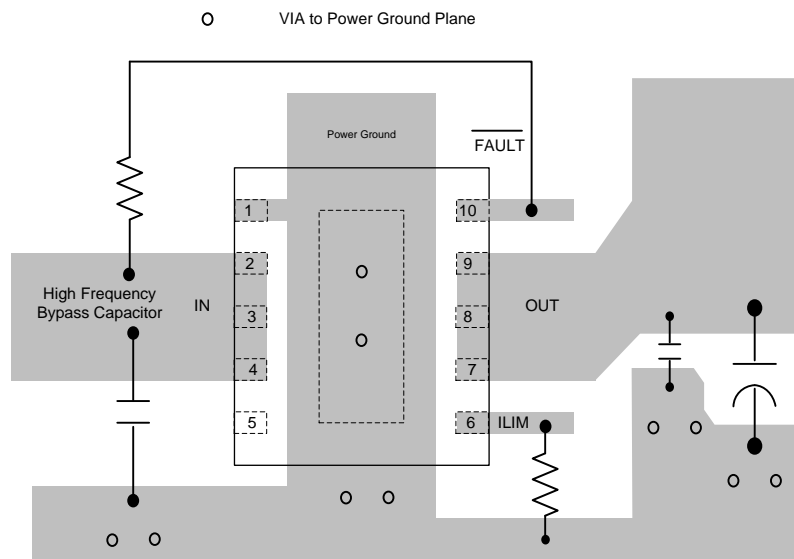 VIA to Power Ground Plane
Power Ground
FAULT
1
10
2
9
High Frequency
Bypass Capacitor
IN
3
8
OUT
4
7
5
6
ILIM